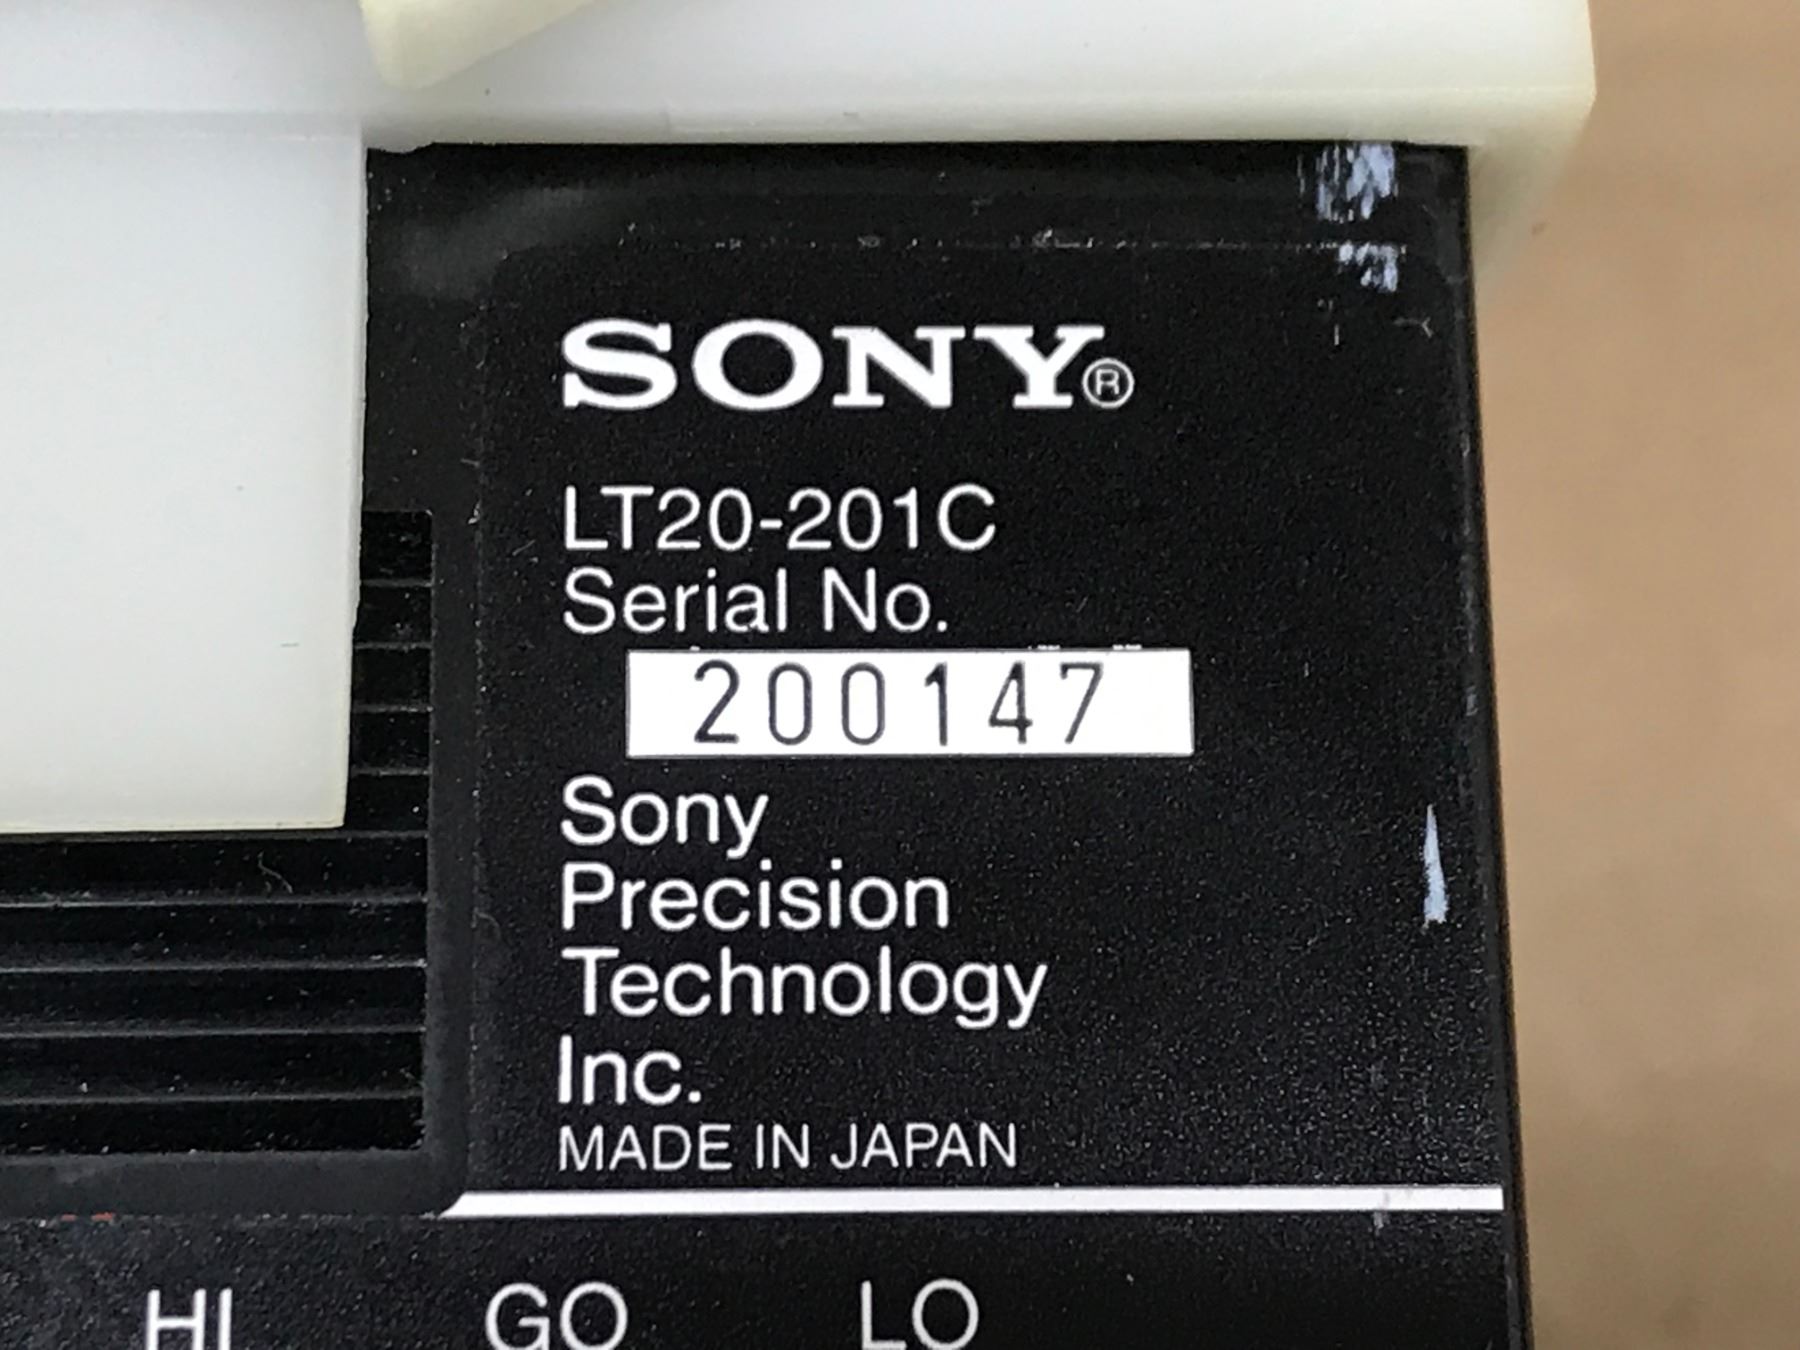 SONY®
LT20-201C
Serial No.
200147
Sony
Precision
Technology
Inc.
MADE IN JAPAN
HI GO LO